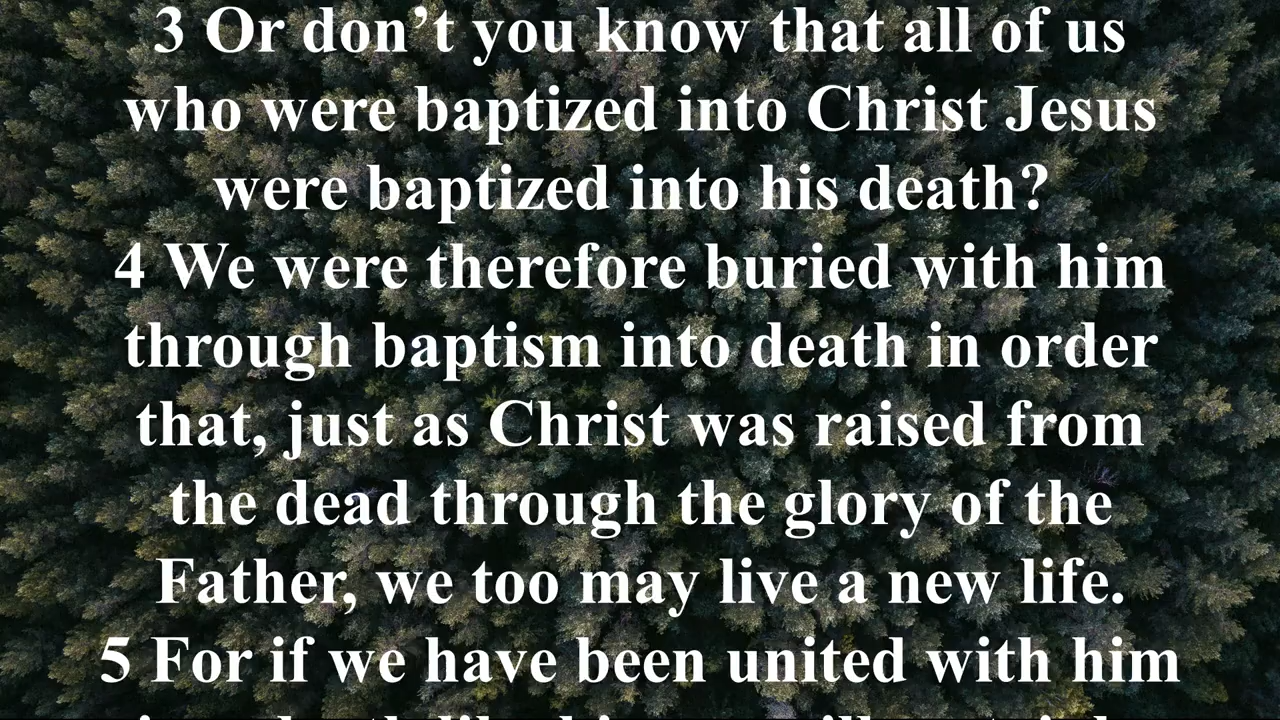 3 Or don’t you know that all of us
who were baptized into Christ Jesus
were baptized into his death?
4 We were therefore buried with him
through baptism into death in order
that, just as Christ was raised from
the dead through the glory of the
Father, we too may live a new life.
5 For if we have been united with him